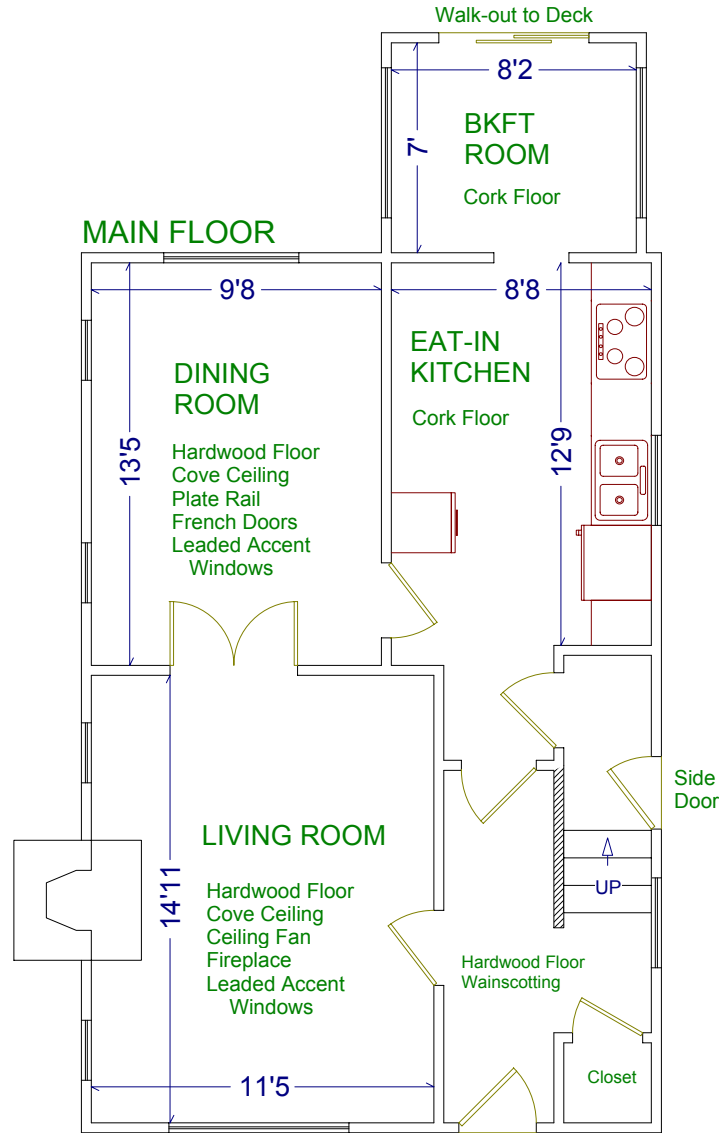 Walk-out to Deck
8'2
7'
BKFT
ROOM
Cork Floor
MAIN FLOOR
9'8
13'5
DINING
ROOM
Hardwood Floor
Cove Ceiling
Plate Rail
French Doors
Leaded Accent
Windows
8'8
EAT-IN
KITCHEN
Cork Floor
12'9
Side
Door
UP
14'11
LIVING ROOM
Hardwood Floor
Cove Ceiling
Ceiling Fan
Fireplace
Leaded Accent
Windows
11'5
Hardwood Floor
Wainscotting
Closet